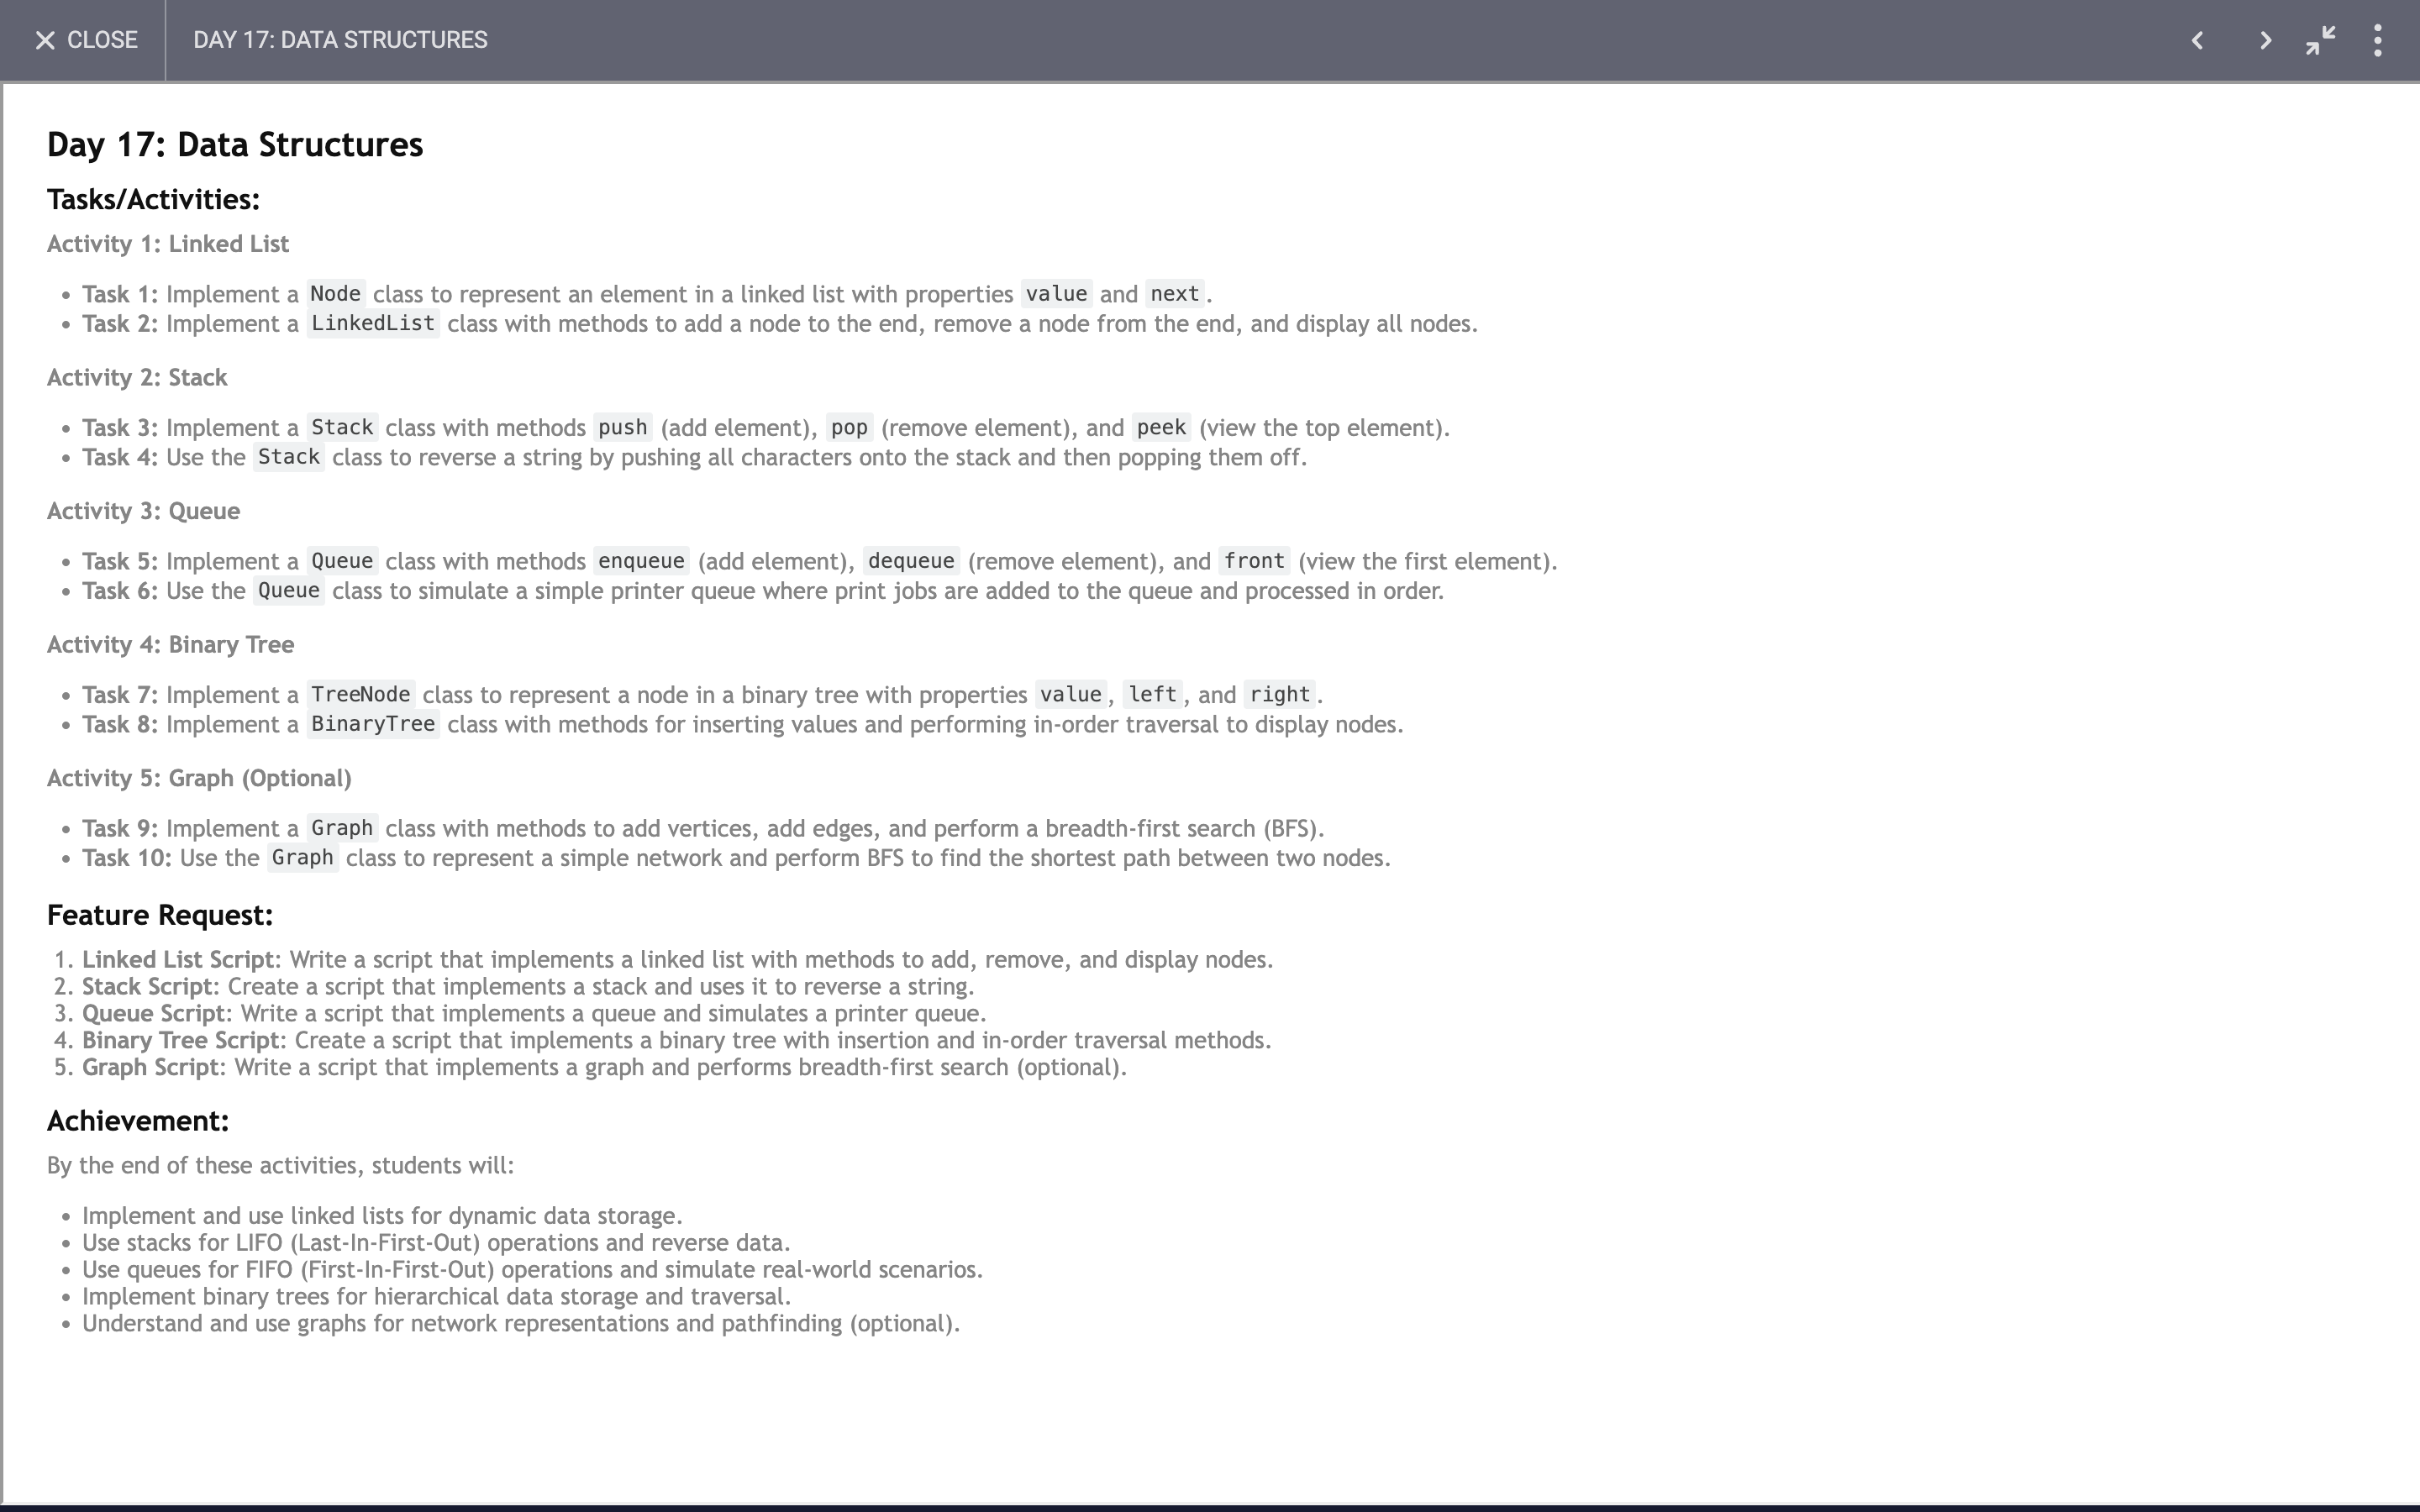 CLOSE
DAY 17: DATA STRUCTURES
Day 17: Data Structures
Tasks/Activities:
Activity 1: Linked List
• Task 1: Implement a Node class to represent an element in a linked list with properties value and next.
• Task 2: Implement a LinkedList class with methods to add a node to the end, remove a node from the end, and display all nodes.
Activity 2: Stack
• Task 3: Implement a Stack class with methods push (add element), pop (remove element), and peek (view the top element).
• Task 4: Use the Stack class to reverse a string by pushing all characters onto the stack and then popping them off.
Activity 3: Queue
• Task 5: Implement a Queue class with methods enqueue (add element), dequeue (remove element), and front (view the first element).
• Task 6: Use the Queue class to simulate a simple printer queue where print jobs are added to the queue and processed in order.
Activity 4: Binary Tree
• Task 7: Implement a TreeNode class to represent a node in a binary tree with properties value, left, and right.
• Task 8: Implement a BinaryTree class with methods for inserting values and performing in-order traversal to display nodes.
Activity 5: Graph (Optional)
• Task 9: Implement a Graph class with methods to add vertices, add edges, and perform a breadth-first search (BFS).
• Task 10: Use the Graph class to represent a simple network and perform BFS to find the shortest path between two nodes.
Feature Request:
1. Linked List Script: Write a script that implements a linked list with methods to add, remove, and display nodes.
2. Stack Script: Create a script that implements a stack and uses it to reverse a string.
3. Queue Script: Write a script that implements a queue and simulates a printer queue.
4. Binary Tree Script: Create a script that implements a binary tree with insertion and in-order traversal methods.
5. Graph Script: Write a script that implements a graph and performs breadth-first search (optional).
Achievement:
By the end of these activities, students will:
• Implement and use linked lists for dynamic data storage.
• Use stacks for LIFO (Last-In-First-Out) operations and reverse data.
• Use queues for FIFO (First-In-First-Out) operations and simulate real-world scenarios.
• Implement binary trees for hierarchical data storage and traversal.
• Understand and use graphs for network representations and pathfinding (optional).